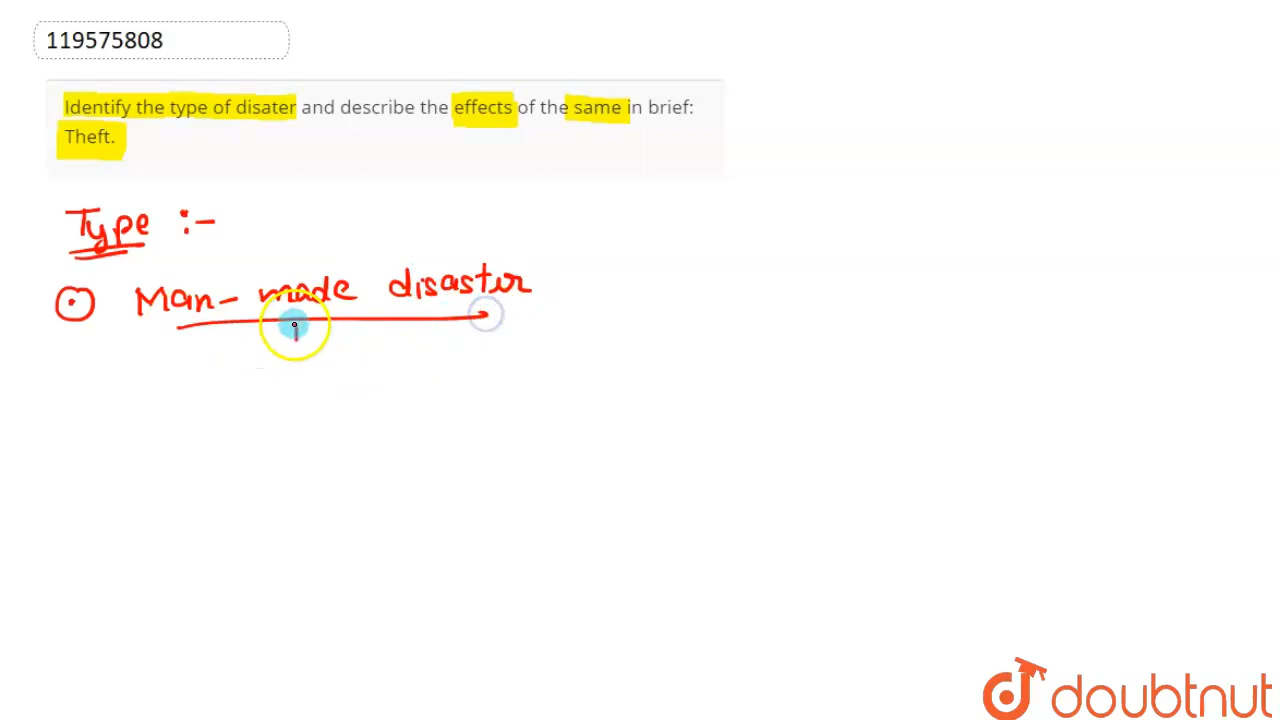 119575808
Identify the type of disater and describe the effects of the same in brief:
Theft.
Type :-
Man-made disaster
doubtnut